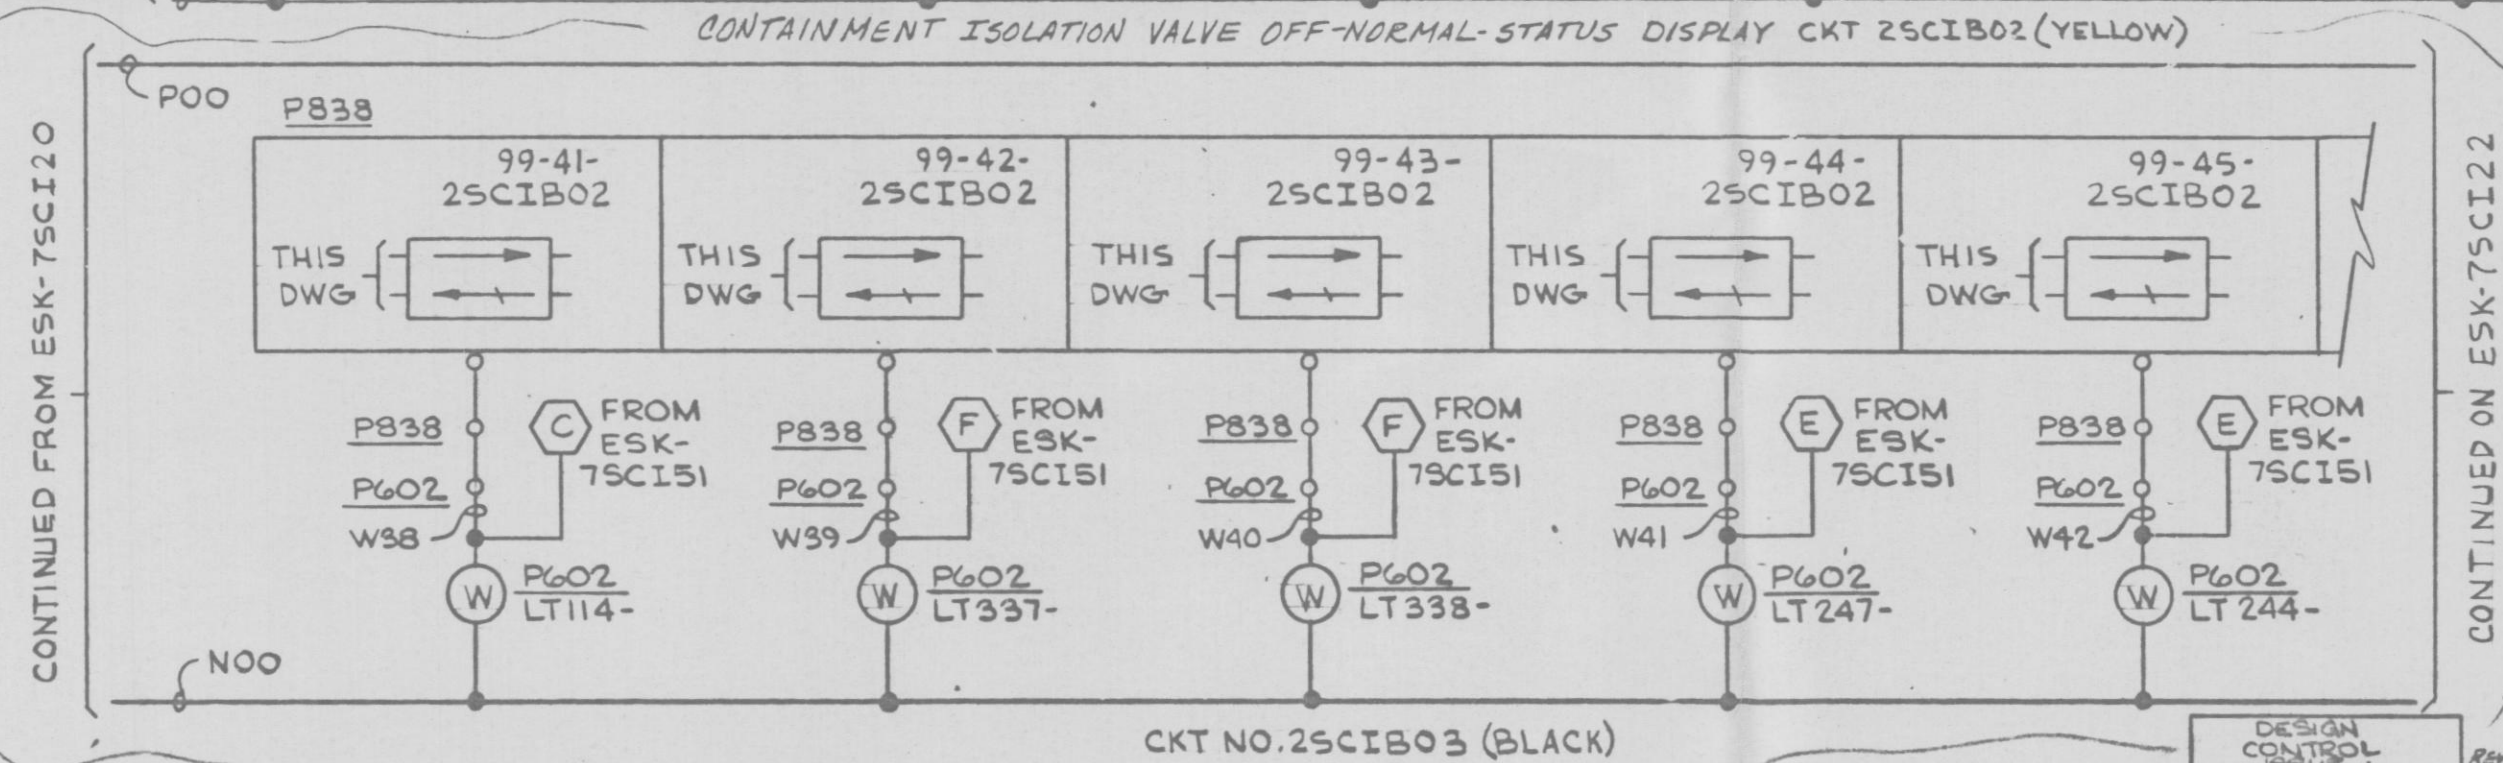 CONTAINMENT ISOLATION VALVE OFF-NORMAL-STATUS DISPLAY CKT 2SCIB02 (YELLOW)
CONTINUED FROM ESK-7SCI20
P00
P838
99-41-
2SCIB02
THIS
DWG
99-42-
2SCIB02
THIS
DWG
99-43-
2SCIB02
THIS
DWG
99-44-
2SCIB02
THIS
DWG
99-45-
2SCIB02
THIS
DWG
P838
P602
W38
C
FROM
ESK-
7SCI51
W
P602
LT114-
P838
P602
W39
F
FROM
ESK-
7SCI51
W
P602
LT337-
P838
P602
W40
F
FROM
ESK-
7SCI51
W
P602
LT338-
P838
P602
W41
E
FROM
ESK-
7SCI51
W
P602
LT247-
P838
P602
W42
E
FROM
ESK-
7SCI51
W
P602
LT244-
N00
CONTINUED ON ESK-7SCI22
CKT NO.2SCIB03 (BLACK)
DESIGN
CONTROL